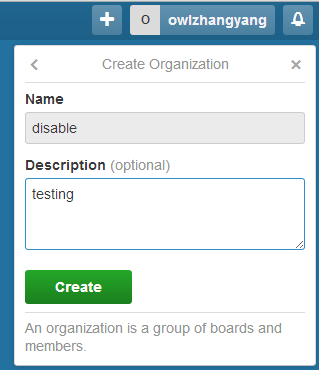 O owlzhangyang
Create Organization
Name
disable
Description (optional)
testing
Create
An organization is a group of boards and
members.